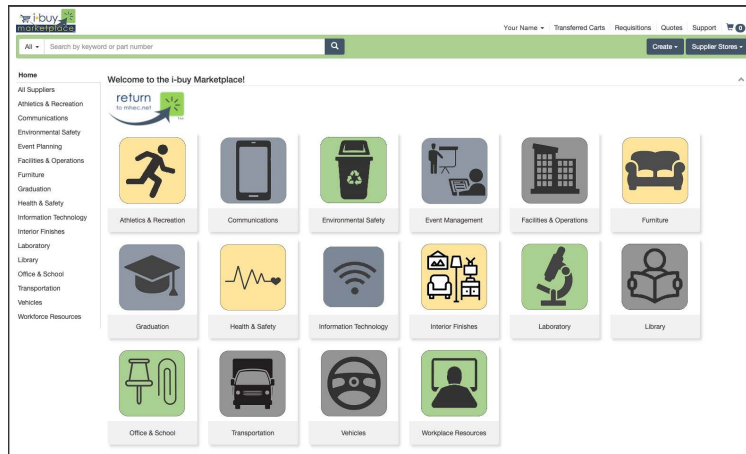 i-buy
marketplace
Your Name
Transferred Carts
Requisitions
Quotes
Support
0
All
Search by keyword or part number
Create
Supplier Stores
Home
All Suppliers
Athletics & Recreation
Communications
Environmental Safety
Event Planning
Facilities & Operations
Furniture
Graduation
Health & Safety
Information Technology
Interior Finishes
Laboratory
Library
Office & School
Transportation
Vehicles
Workforce Resources
Welcome to the i-buy Marketplace!
return
to mhec.net
Athletics & Recreation
Communications
Environmental Safety
Event Management
Facilities & Operations
Furniture
Graduation
Health & Safety
Information Technology
Interior Finishes
Laboratory
Library
Office & School
Transportation
Vehicles
Workplace Resources